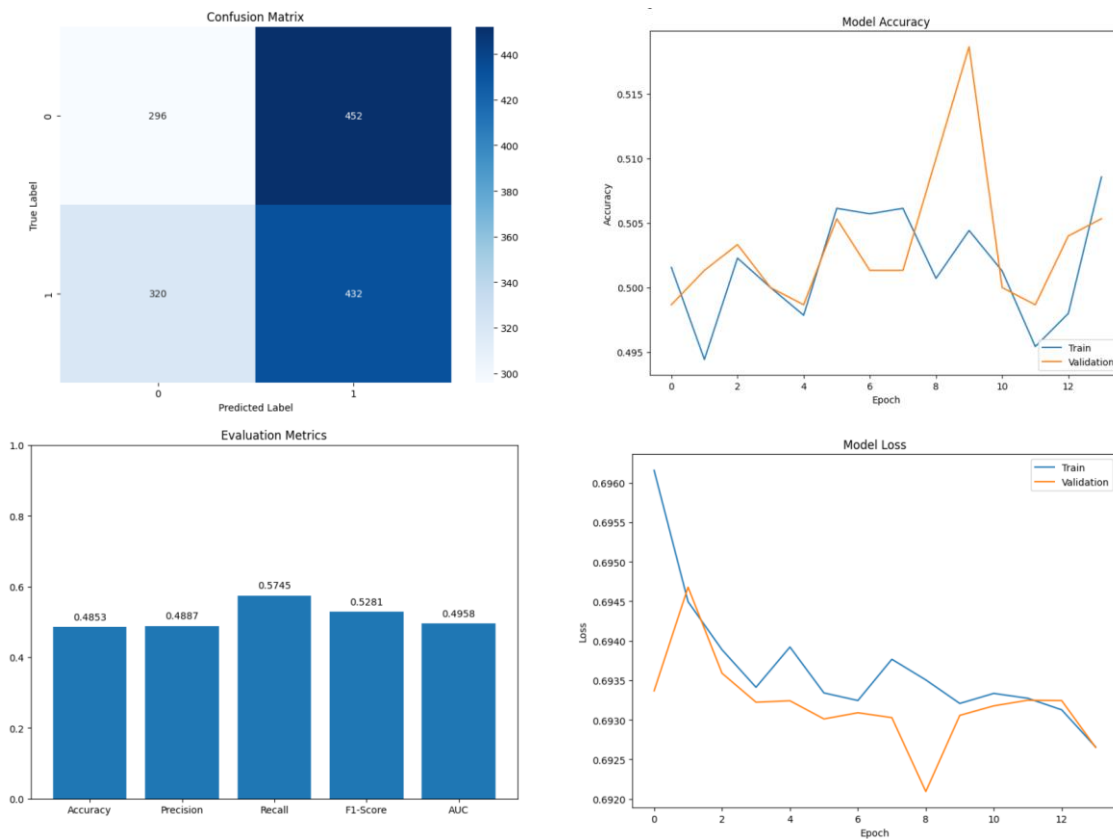 Confusion Matrix
True Label
0
1
296
452
320
432
0
1
Predicted Label
440
420
400
380
360
340
320
300
Model Accuracy
Accuracy
0.515
0.510
0.505
0.500
0.495
0
2
4
6
8
10
12
Epoch
Train
Validation
Evaluation Metrics
1.0
0.8
0.6
0.4
0.2
0.0
0.4853
0.4887
0.5745
0.5281
0.4958
Accuracy
Precision
Recall
F1-Score
AUC
Model Loss
Loss
0.6960
0.6955
0.6950
0.6945
0.6940
0.6935
0.6930
0.6925
0.6920
0
2
4
6
8
10
12
Epoch
Train
Validation